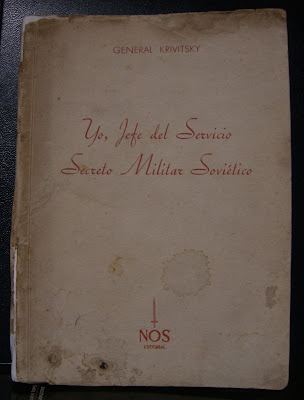 GENERAL KRIVITSKY
Yo, Jefe del Servicio
Secreto Militar Soviético
NOS
EDITORIAL